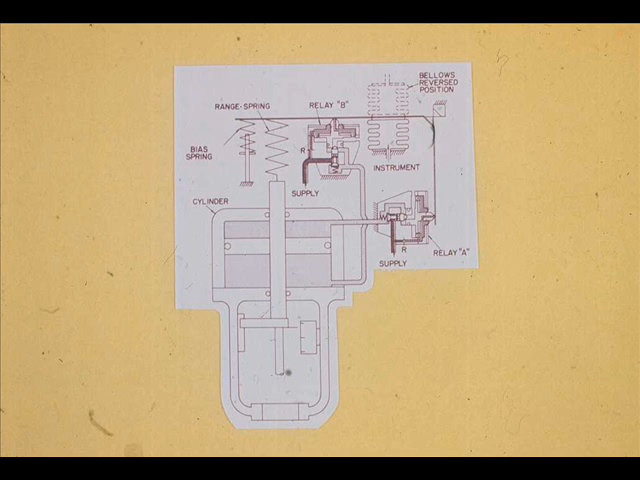 BELLOWS
REVERSED
POSITION
RANGE-SPRING
RELAY "B"
BIAS
SPRING
R
INSTRUMENT
SUPPLY
CYLINDER
W
R
RELAY "A"
SUPPLY